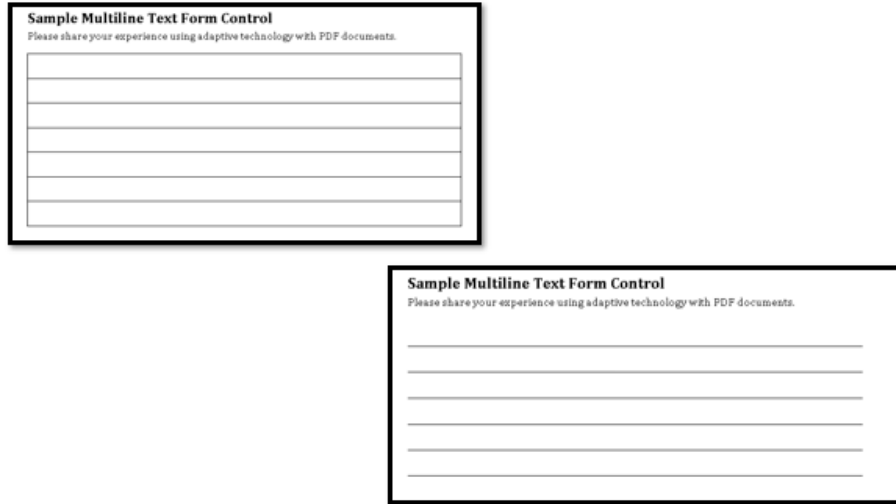 Sample Multiline Text Form Control
Please share your experience using adaptive technology with PDF documents.
Sample Multiline Text Form Control
Please share your experience using adaptive technology with PDF documents.